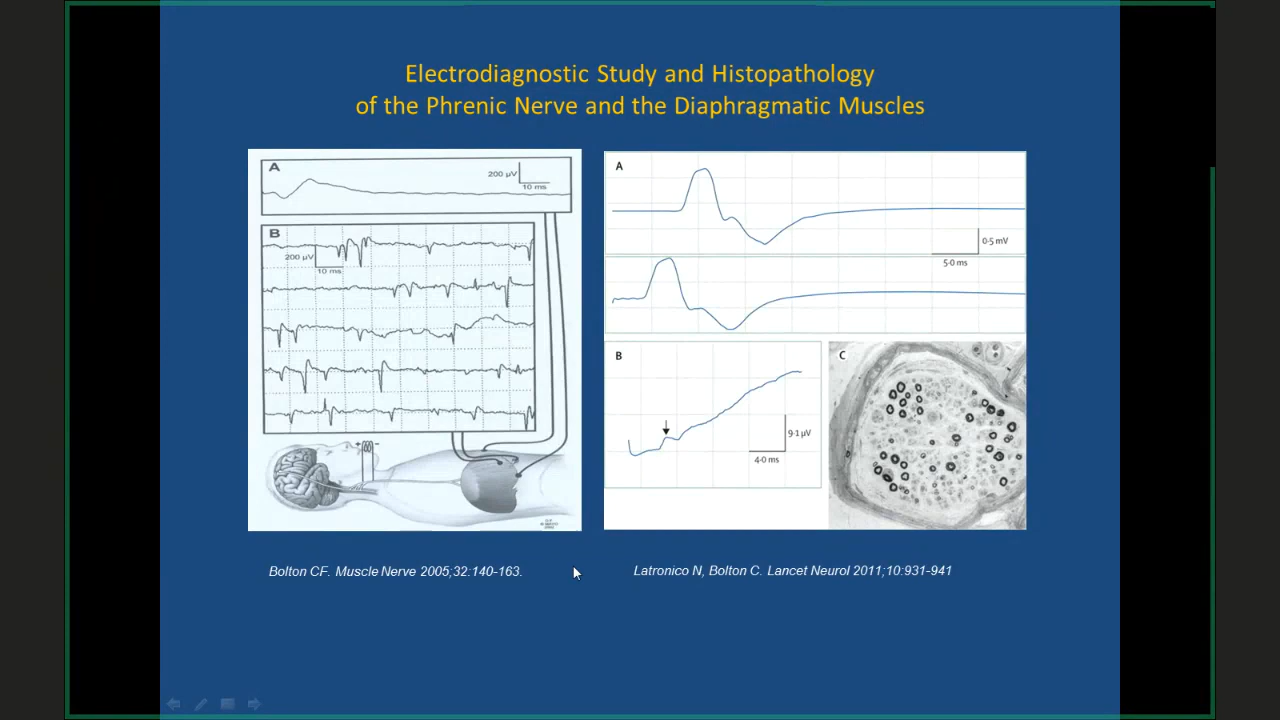 Electrodiagnostic Study and Histopathology
of the Phrenic Nerve and the Diaphragmatic Muscles
A
200 µV
10 ms
B
200 µV
10 ms
A
0·5 mV
5·0 ms
B
9·1 µV
4·0 ms
C
Bolton CF. Muscle Nerve 2005;32:140-163.
Latronico N, Bolton C. Lancet Neurol 2011;10:931-941